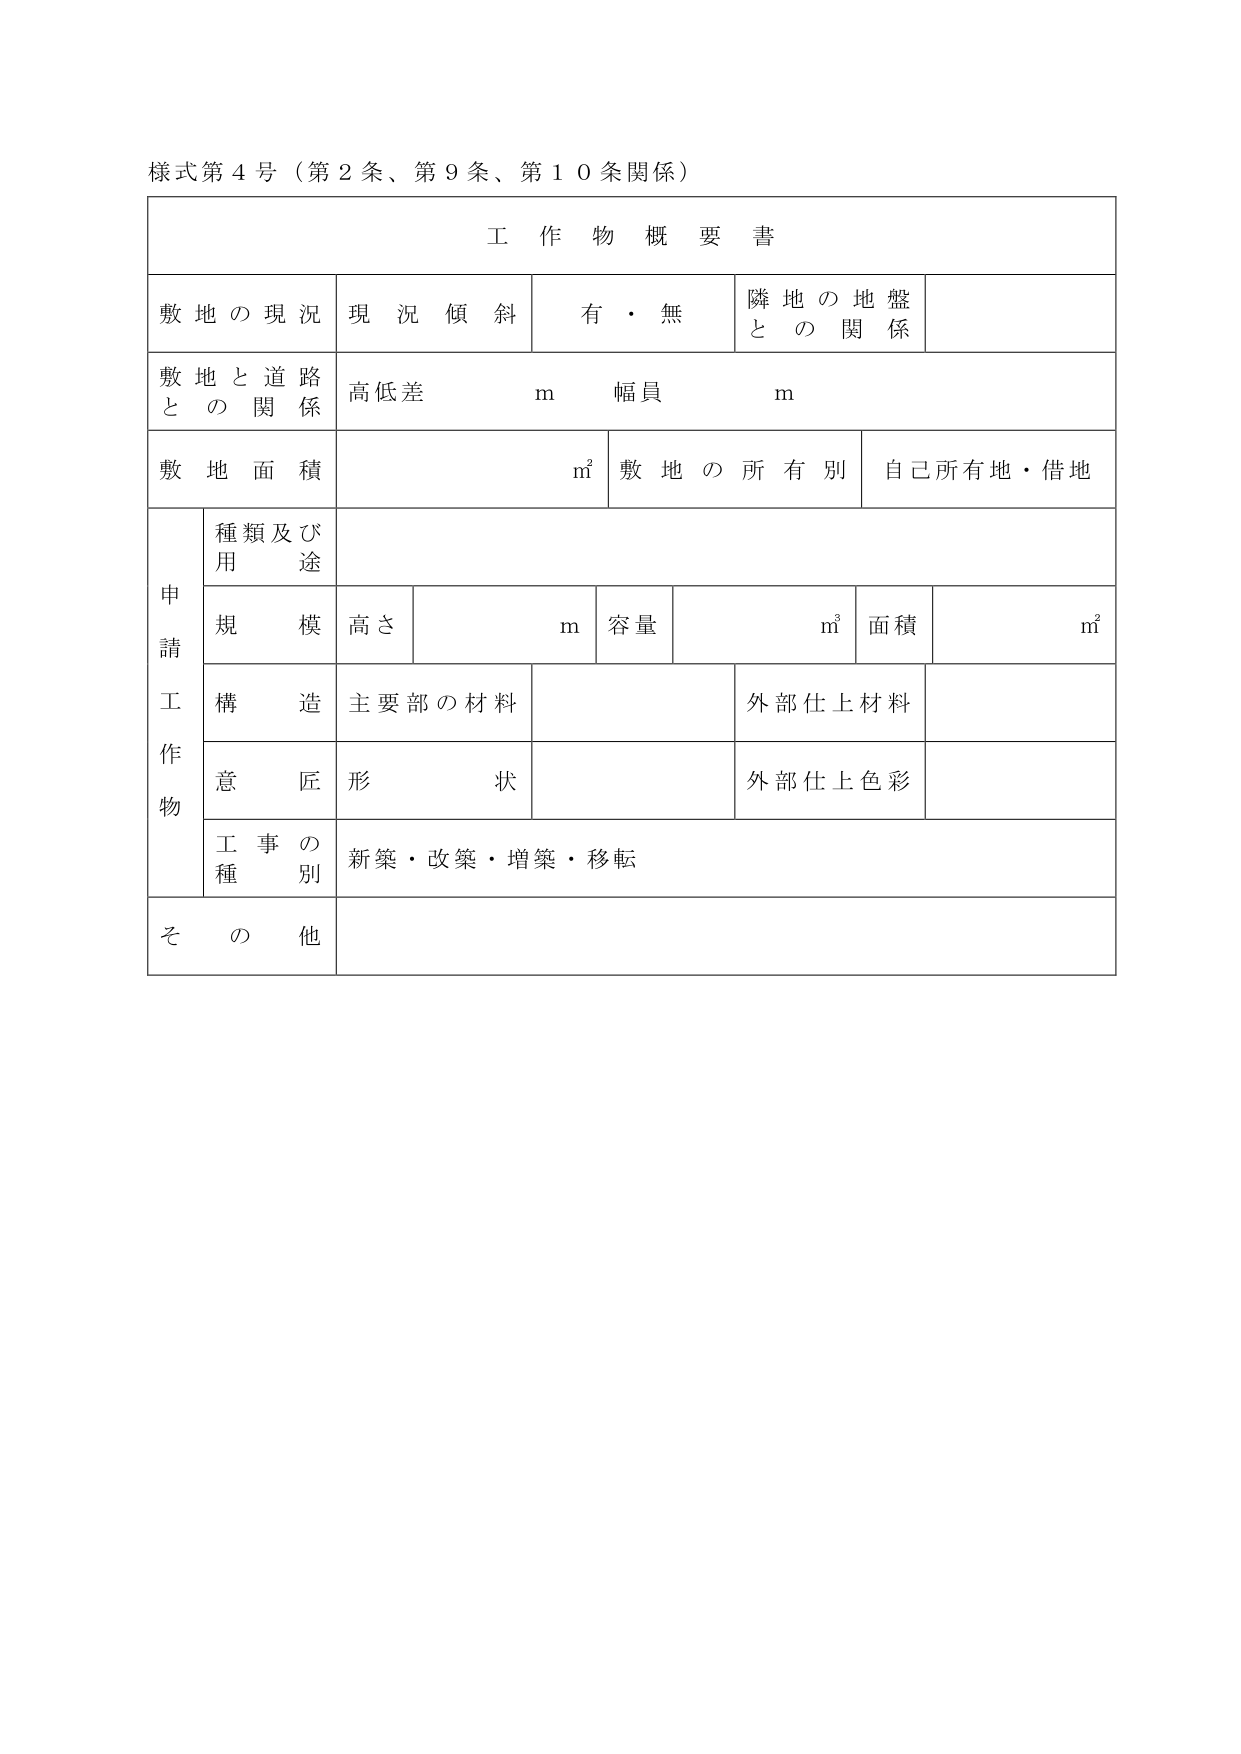 様式第４号（第２条、第９条、第１０条関係）
工作物概要書
敷地の現況 現況傾斜 有・無 隣地の地盤
との関係
敷地と道路
との関係
高低差　　　　ｍ　　幅員　　　　ｍ
敷地面積 ㎡ 敷地の所有別 自己所有地・借地
申請工作物
種類及び
用途
規模 高さ ｍ 容量 ㎥ 面積 ㎡
構造 主要部の材料 外部仕上材料
意匠 形状 外部仕上色彩
工事の
種別
新築・改築・増築・移転
その他